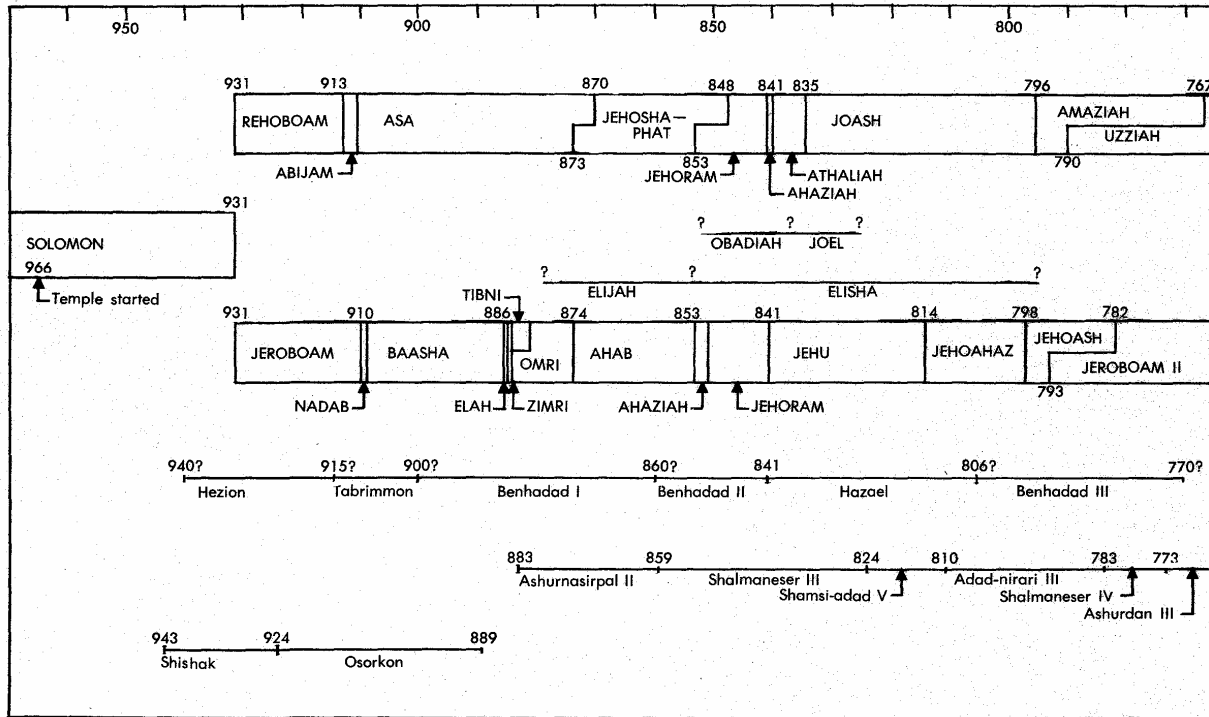 950 900 850 800
931 913 870 848 841 835 796 767
REHOBOAM ASA JEHOSHA— JOASH AMAZIAH
PHAT UZZIAH
873 853 790
ABIJAM JEHORAM ATHALIAH
AHAZIAH
931
SOLOMON
966
Temple started
? ? ?
OBADIAH JOEL
? ? ?
ELIJAH ELISHA
TIBNI
931 910 886 874 853 841 814 798 782
JEROBOAM BAASHA OMRI AHAB JEHU JEHOAHAZ JEHOASH
JEROBOAM II
793
NADAB ELAH ZIMRI AHAZIAH JEHORAM
940? 915? 900? 860? 841 806? 770?
Hezion Tabrimmon Benhadad I Benhadad II Hazael Benhadad III
883 859 824 810 783 773
Ashurnasirpal II Shalmaneser III Adad-nirari III
Shamsi-adad V Shalmaneser IV
Ashurdan III
943 924 889
Shishak Osorkon